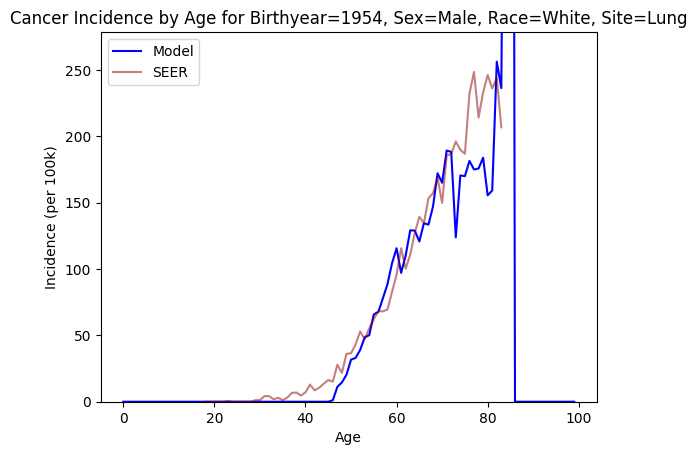 Cancer Incidence by Age for Birthyear=1954, Sex=Male, Race=White, Site=Lung
Model
SEER
Incidence (per 100k)
250
200
150
100
50
0
0 20 40 60 80 100
Age